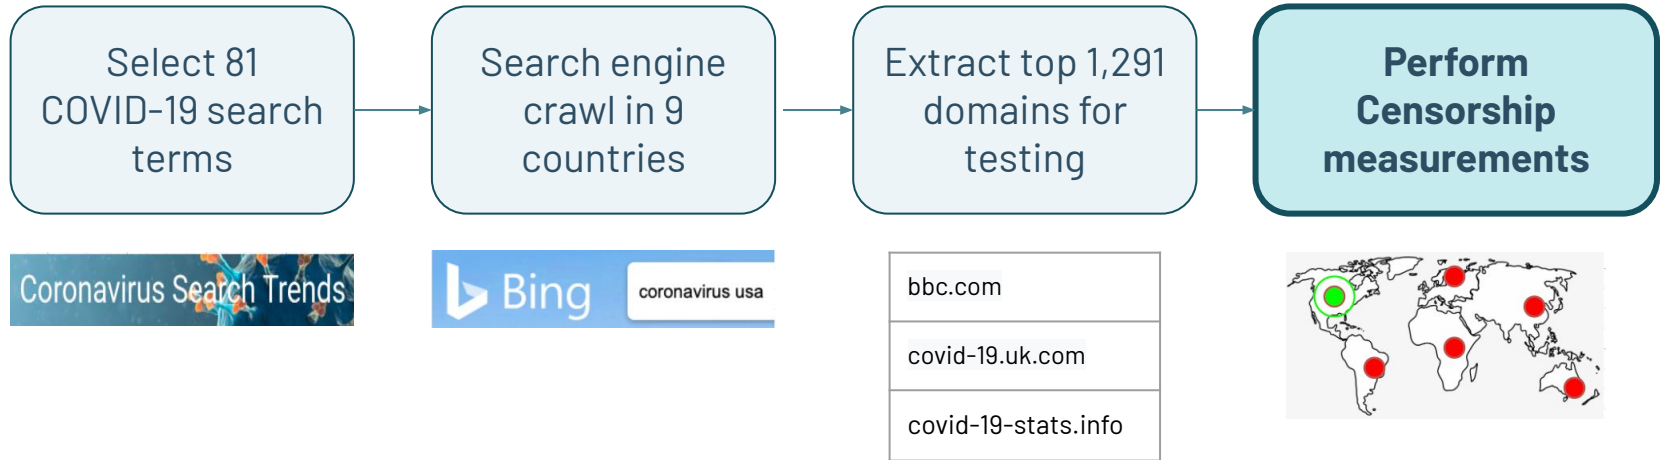 Select 81
COVID-19 search
terms
Search engine
crawl in 9
countries
Extract top 1,291
domains for
testing
Perform
Censorship
measurements
Coronavirus Search Trends
Bing
coronavirus usa
bbc.com
covid-19.uk.com
covid-19-stats.info